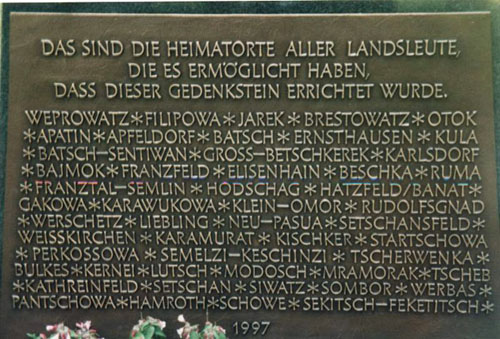 DAS SIND DIE HEIMATORTE ALLER LANDSLEUTE,
DIE ES ERMÖGLICHT HABEN,
DASS DIESER GEDENKSTEIN ERRICHTET WURDE.
WEPROWATZ*FILIPOWA*JAREK*BRESTOWATZ*OTOK
*APATIN*APFELDORF*BATSCH*ERNSTHAUSEN*KULA
*BATSCH-SENTIWAN*GROSS-BETSCHKEREK*KARLSDORF
*BAJMOK*FRANZFELD*ELISENHAIN*BESCHKA*RUMA
*FRANZTAL-SEMLIN*HODSCHAG*HATZFELD/BANAT*
GAKOWA*KARAWUKOWA*KLEIN-OMOR*RUDOLFSGNAD
*WERSCHETZ*LIEBLING*NEU-PASUA*SETSCHANSFELD*
WEISSKIRCHEN*KARAMURAT*KISCHKER*STARTSCHOWA
*PERKOSSOWA*SEMELZI-KESCHINZI*TSCHERWENKA*
BULKES*KERNEI*LUTSCH*MODOSCH*MRAMORAK*TSCHEB
*KATHREINFELD*SETSCHAN*SIWATZ*SOMBOR*WERBAS*
PANTSCHOWA*HAMROTH*SCHOWE*SEKITSCH-FEKETITSCH*
1997